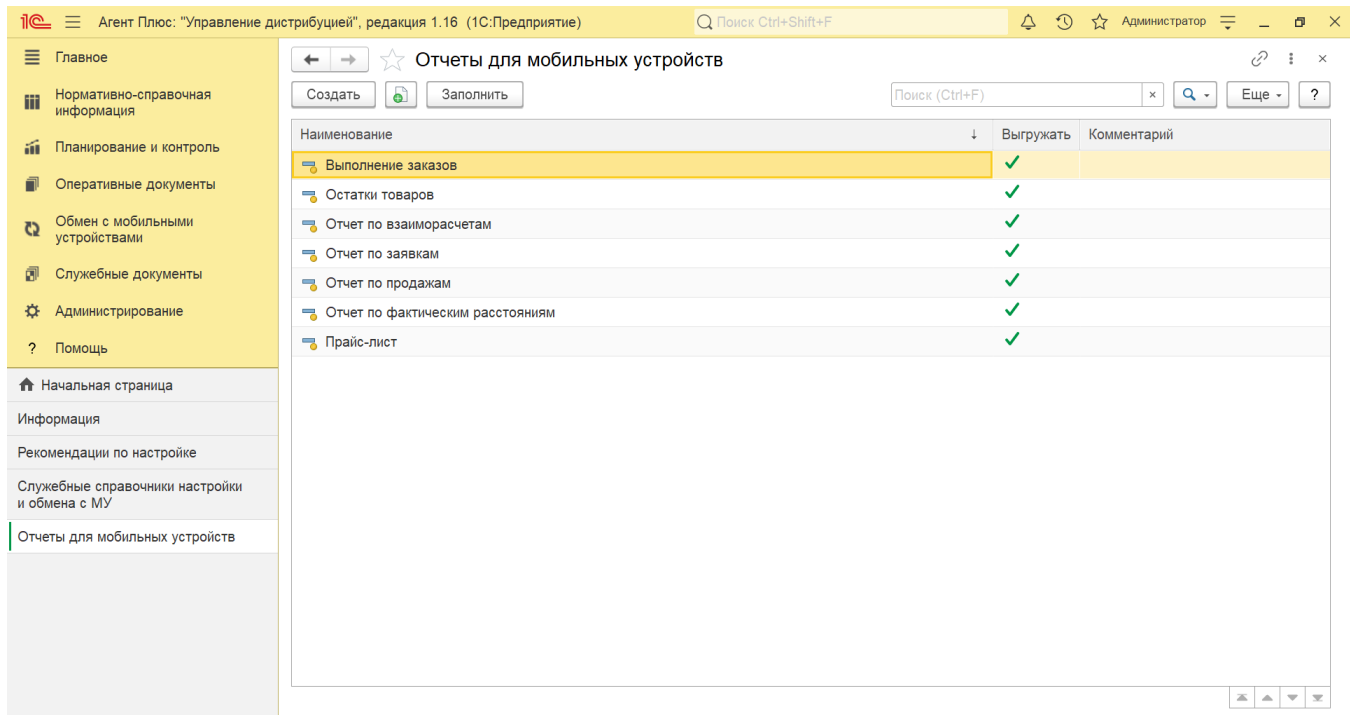 1С Агент Плюс: "Управление дистрибуцией", редакция 1.16 (1С:Предприятие) Поиск Ctrl+Shift+F Администратор
Главное
Нормативно-справочная
информация
Планирование и контроль
Оперативные документы
Обмен с мобильными
устройствами
Служебные документы
Администрирование
? Помощь
Начальная страница
Информация
Рекомендации по настройке
Служебные справочники настройки
и обмена с МУ
Отчеты для мобильных устройств
Отчеты для мобильных устройств
Создать Заполнить Поиск (Ctrl+F) × Еще ?
Наименование ↓ Выгружать Комментарий
Выполнение заказов
Остатки товаров
Отчет по взаиморасчетам
Отчет по заявкам
Отчет по продажам
Отчет по фактическим расстояниям
Прайс-лист